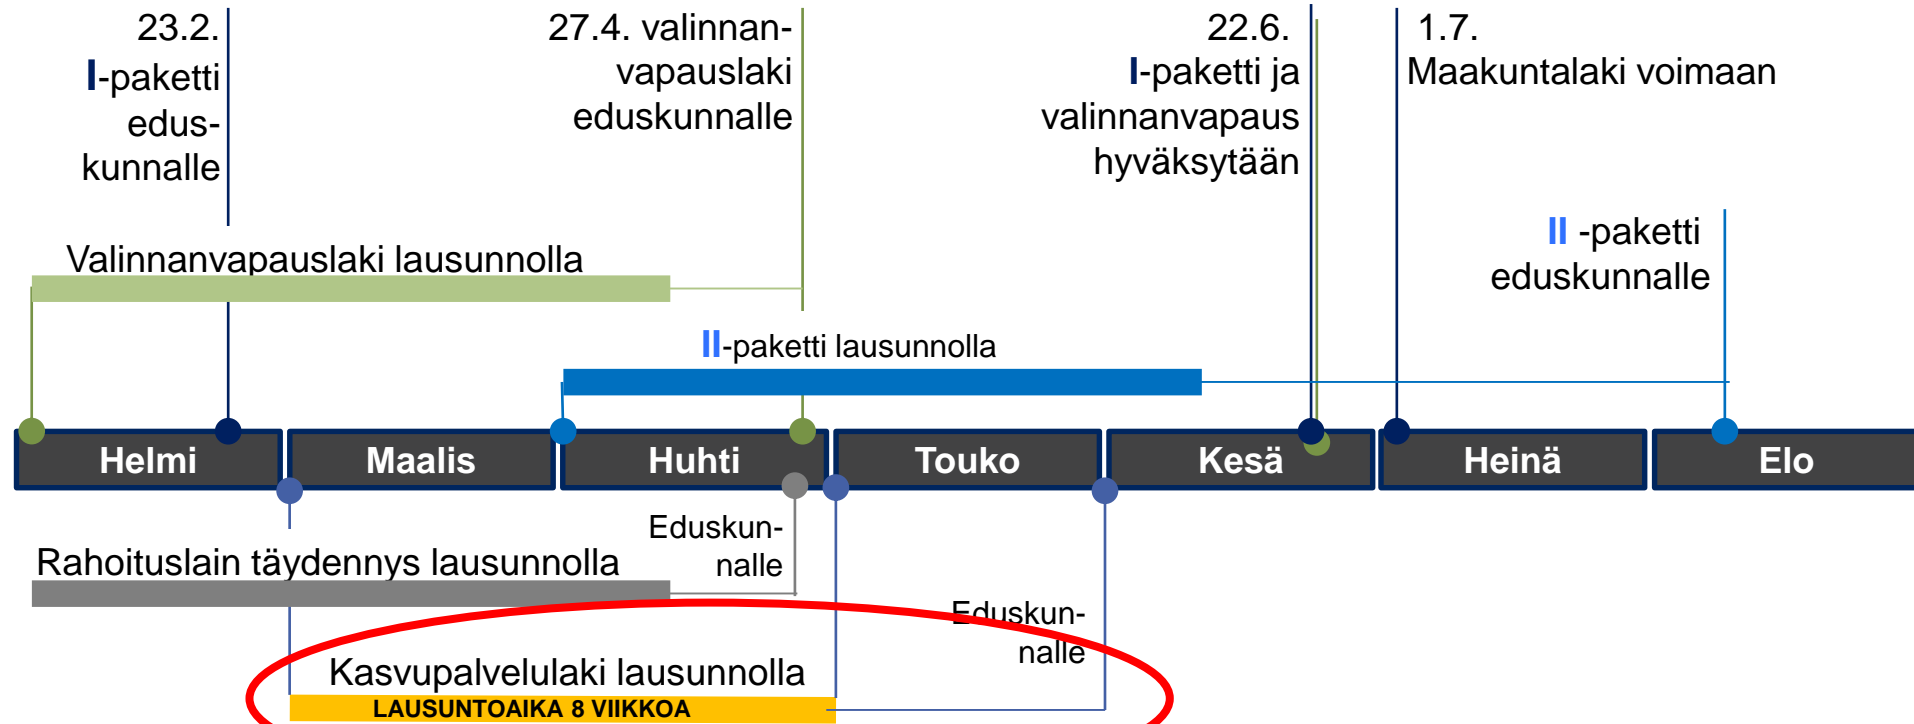 23.2.
I-paketti
edus-
kunnalle
27.4. valinnan-
vapauslaki
eduskunnalle
22.6.
I-paketti ja
valinnanvapaus
hyväksytään
1.7.
Maakuntalaki voimaan
II -paketti
eduskunnalle
Valinnanvapauslaki lausunnolla
II-paketti lausunnolla
Helmi
Maalis
Huhti
Touko
Kesä
Heinä
Elo
Eduskun-
nalle
Rahoituslain täydennys lausunnolla
Eduskun-
nalle
Kasvupalvelulaki lausunnolla
LAUSUNTOAIKA 8 VIIKKOA